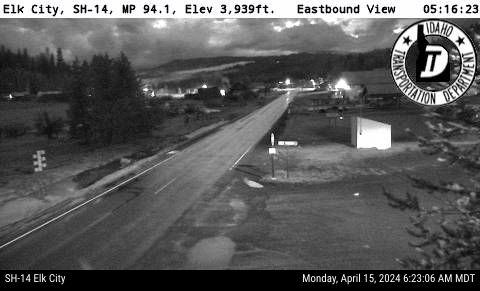 Elk City, SH-14, MP 94.1, Elev 3,939ft. Eastbound View 05:16:23
IDAHO
TRANSPORTATION DEPARTMENT
SH-14 Elk City Monday, April 15, 2024 6:23:06 AM MDT